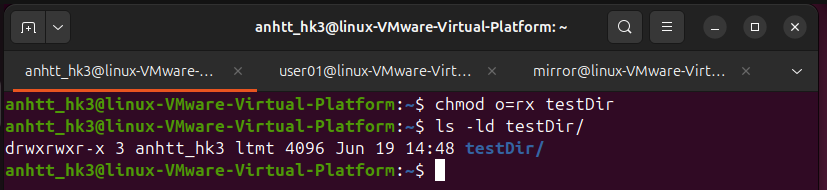 anhtt_hk3@linux-VMware-Virtual-Platform: ~
anhtt_hk3@linux-VMware-... user01@linux-VMware-Virt... mirror@linux-VMware-Virt...
anhtt_hk3@linux-VMware-Virtual-Platform:~$ chmod o=rx testDir
anhtt_hk3@linux-VMware-Virtual-Platform:~$ ls -ld testDir/
drwxrwxr-x 3 anhtt_hk3 ltmt 4096 Jun 19 14:48 testDir/
anhtt_hk3@linux-VMware-Virtual-Platform:~$